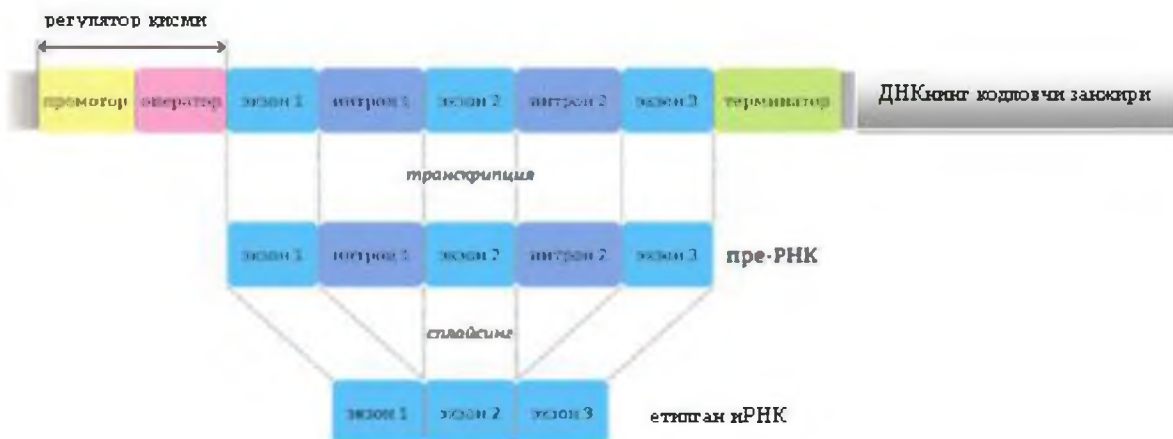 регулятор кисми
промотор оператор экзон 1 интрон 1 экзон 2 интрон 2 экзон 3 терминатор ДНКнинг кодловчи занжири
транскрипция
экзон 1 интрон 1 экзон 2 интрон 2 экзон 3 пре-РНК
сплайсинг
экзон 1 экзон 2 экзон 3 етилган иРНК